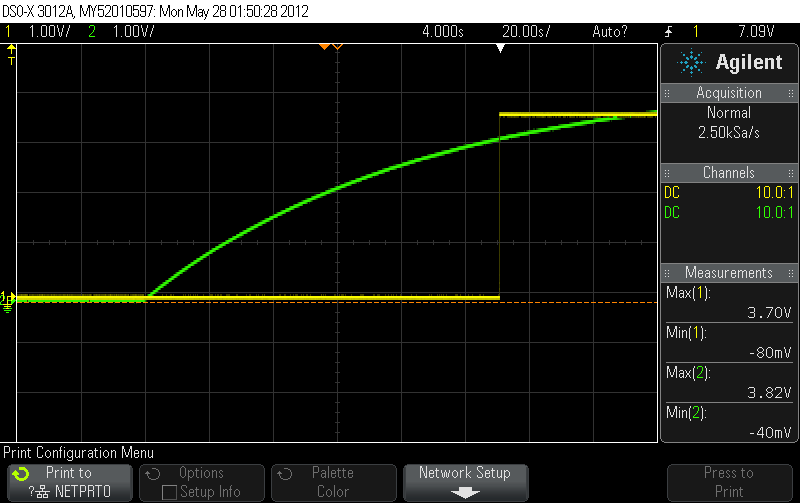 DSO-X 3012A, MY52010597: Mon May 28 01:50:28 2012
1 1.00V/ 2 1.00V/ 4.000s 20.00s/ Auto? 1 7.09V
T
Agilent
Acquisition
Normal
2.50kSa/s
Channels
DC 10.0:1
DC 10.0:1
Measurements
Max(1):
3.70V
Min(1):
-80mV
Max(2):
3.82V
Min(2):
-40mV
Print Configuration Menu
Print to
NETPRT0
Options
Setup Info
Palette
Color
Network Setup
Press to
Print